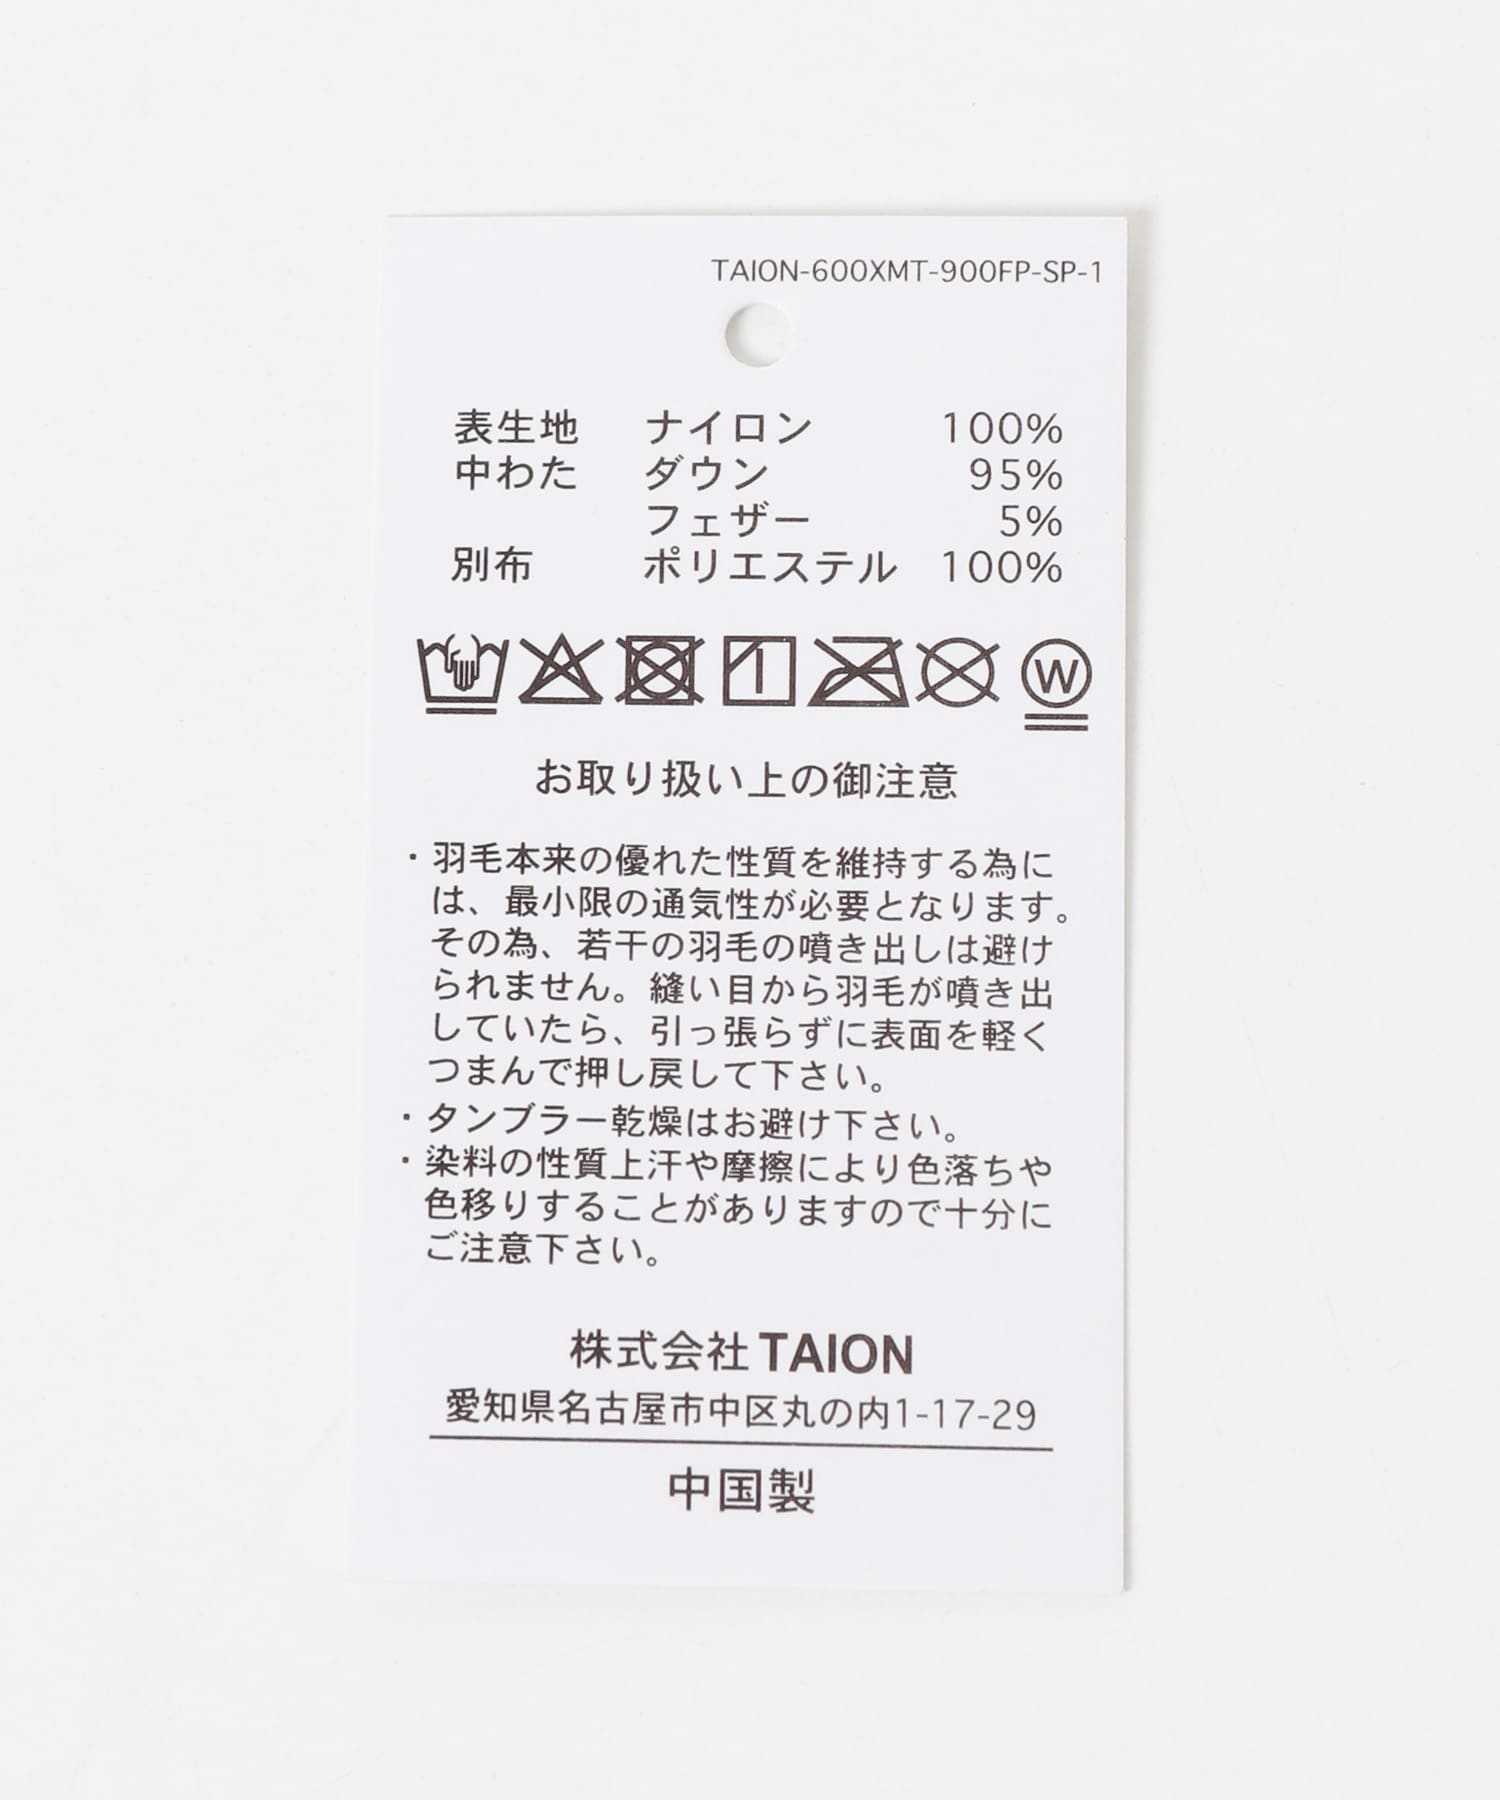 TAION-600XMT-900FP-SP-1
表生地 ナイロン 100%
中わた ダウン 95%
フェザー 5%
別布 ポリエステル 100%
W
お取り扱い上の御注意
・羽毛本来の優れた性質を維持する為に
は、最小限の通気性が必要となります。
その為、若干の羽毛の噴き出しは避け
られません。縫い目から羽毛が噴き出
していたら、引っ張らずに表面を軽く
つまんで押し戻して下さい。
・タンブラー乾燥はお避け下さい。
・染料の性質上汗や摩擦により色落ちや
色移りすることがありますので十分に
ご注意下さい。
株式会社TAION
愛知県名古屋市中区丸の内1-17-29
中国製